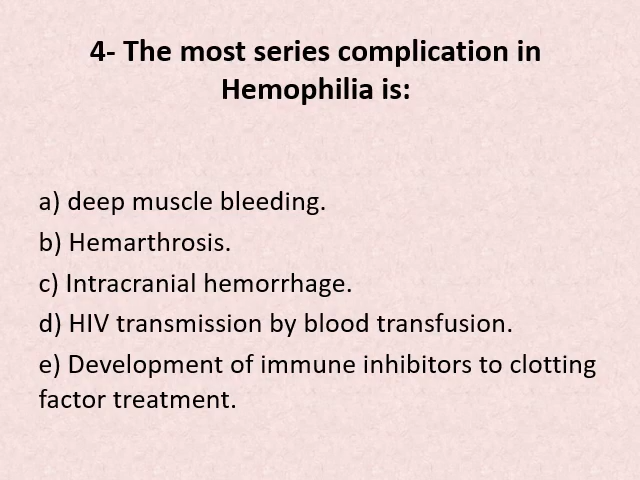 4- The most series complication in
Hemophilia is:
a) deep muscle bleeding.
b) Hemarthrosis.
c) Intracranial hemorrhage.
d) HIV transmission by blood transfusion.
e) Development of immune inhibitors to clotting
factor treatment.